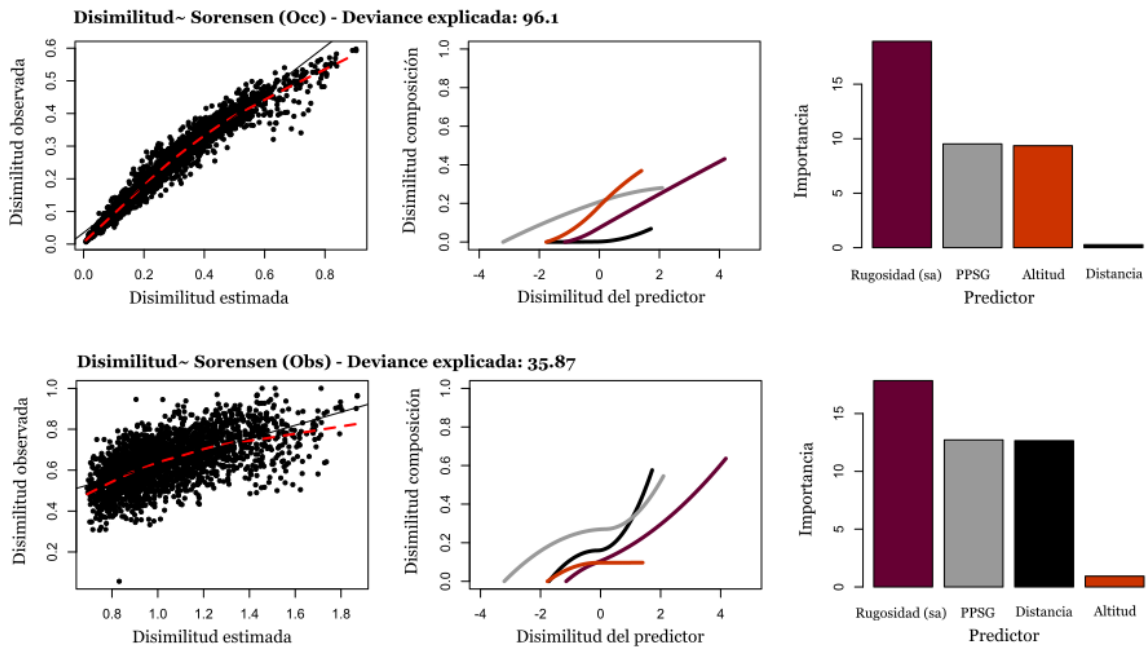 Disimilitud~ Sorensen (Occ) - Deviance explicada: 96.1
Disimilitud observada
0.0 0.1 0.2 0.3 0.4 0.5 0.6
0.0 0.2 0.4 0.6 0.8
Disimilitud estimada
Disimilitud composición
0.0 0.2 0.4 0.6 0.8 1.0
-4 -2 0 2 4
Disimilitud del predictor
Importancia
0 5 10 15
Rugosidad (sa) PPSG Altitud Distancia
Predictor
Disimilitud~ Sorensen (Obs) - Deviance explicada: 35.87
Disimilitud observada
0.2 0.4 0.6 0.8 1.0
0.8 1.0 1.2 1.4 1.6 1.8
Disimilitud estimada
Disimilitud composición
0.0 0.2 0.4 0.6 0.8 1.0
-4 -2 0 2 4
Disimilitud del predictor
Importancia
0 5 10 15
Rugosidad (sa) PPSG Distancia Altitud
Predictor